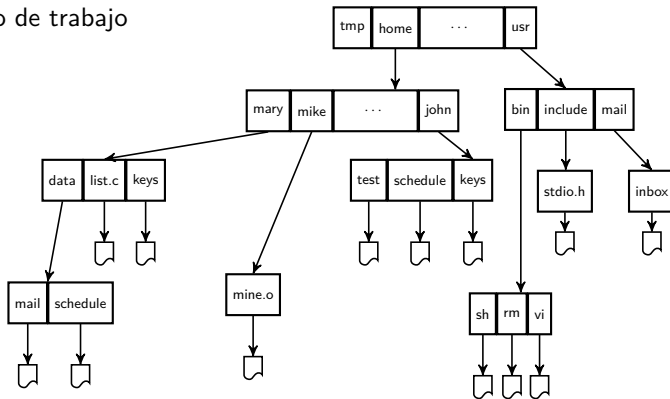 o de trabajo
tmp home ... usr
mary mike ... john
bin include mail
data list.c keys
test schedule keys
stdio.h
inbox
mail schedule
mine.o
sh rm vi